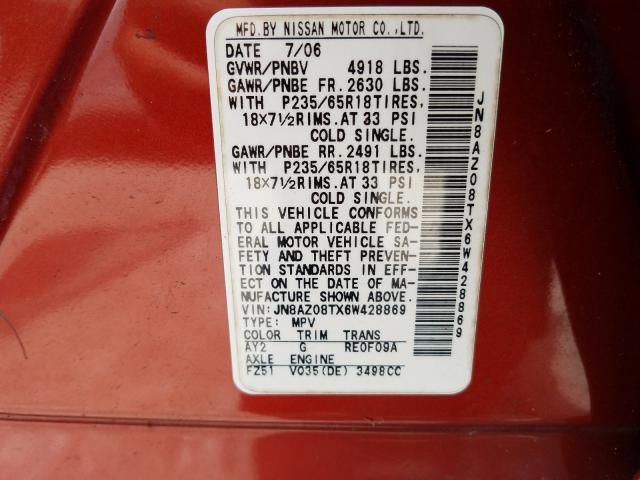 MFD.BY NISSAN MOTOR CO.,LTD.
DATE 7/06
GVWR/PNBV 4918 LBS.
GAWR/PNBE FR.2630 LBS.
WITH P235/65R18TIRES,
18X7½RIMS.AT 33 PSI
COLD SINGLE.
GAWR/PNBE RR.2491 LBS.
WITH P235/65R18TIRES,
18X7½RIMS.AT 33 PSI
COLD SINGLE.
THIS VEHICLE CONFORMS
TO ALL APPLICABLE FED-
ERAL MOTOR VEHICLE SA-
FETY AND THEFT PREVEN-
TION STANDARDS IN EFF-
ECT ON THE DATE OF MA-
NUFACTURE SHOWN ABOVE.
VIN:JN8AZ08TX6W428869
TYPE: MPV
COLOR TRIM TRANS
AY2 G RE0F09A
AXLE ENGINE
FZ51 VQ35(DE) 3498CC
JN8AZ08TX6W428869